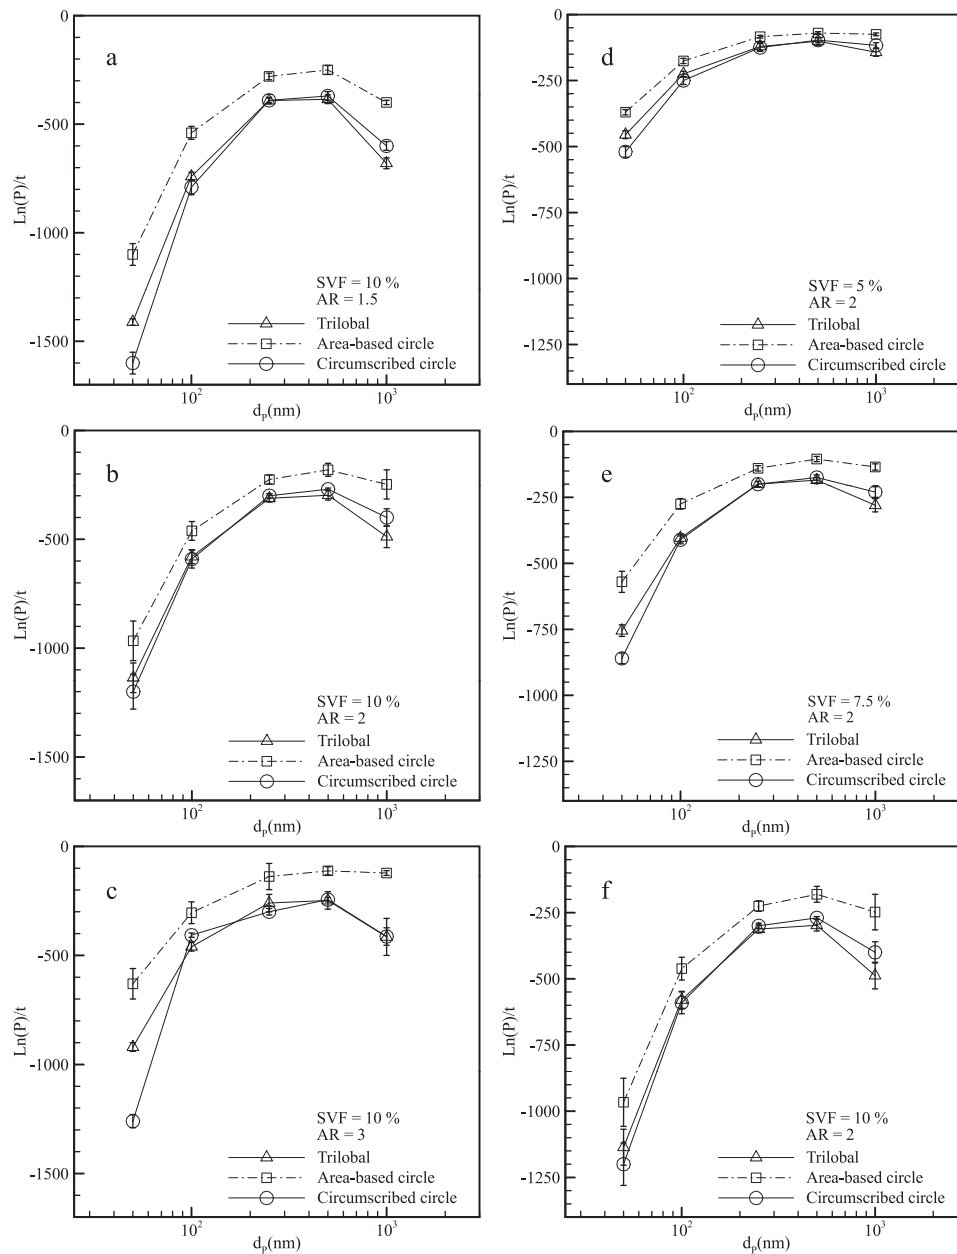 a
0
-500
-1000
-1500
Ln(P)/t
SVF = 10 %
AR = 1.5
Trilobal
Area-based circle
Circumscribed circle
10² 10³
dₚ(nm)
d
0
-250
-500
-750
-1000
-1250
Ln(P)/t
SVF = 5 %
AR = 2
Trilobal
Area-based circle
Circumscribed circle
10² 10³
dₚ(nm)
b
0
-500
-1000
-1500
Ln(P)/t
SVF = 10 %
AR = 2
Trilobal
Area-based circle
Circumscribed circle
10² 10³
dₚ(nm)
e
0
-250
-500
-750
-1000
-1250
Ln(P)/t
SVF = 7.5 %
AR = 2
Trilobal
Area-based circle
Circumscribed circle
10² 10³
dₚ(nm)
c
0
-500
-1000
-1500
Ln(P)/t
SVF = 10 %
AR = 3
Trilobal
Area-based circle
Circumscribed circle
10² 10³
dₚ(nm)
f
0
-250
-500
-750
-1000
-1250
Ln(P)/t
SVF = 10 %
AR = 2
Trilobal
Area-based circle
Circumscribed circle
10² 10³
dₚ(nm)